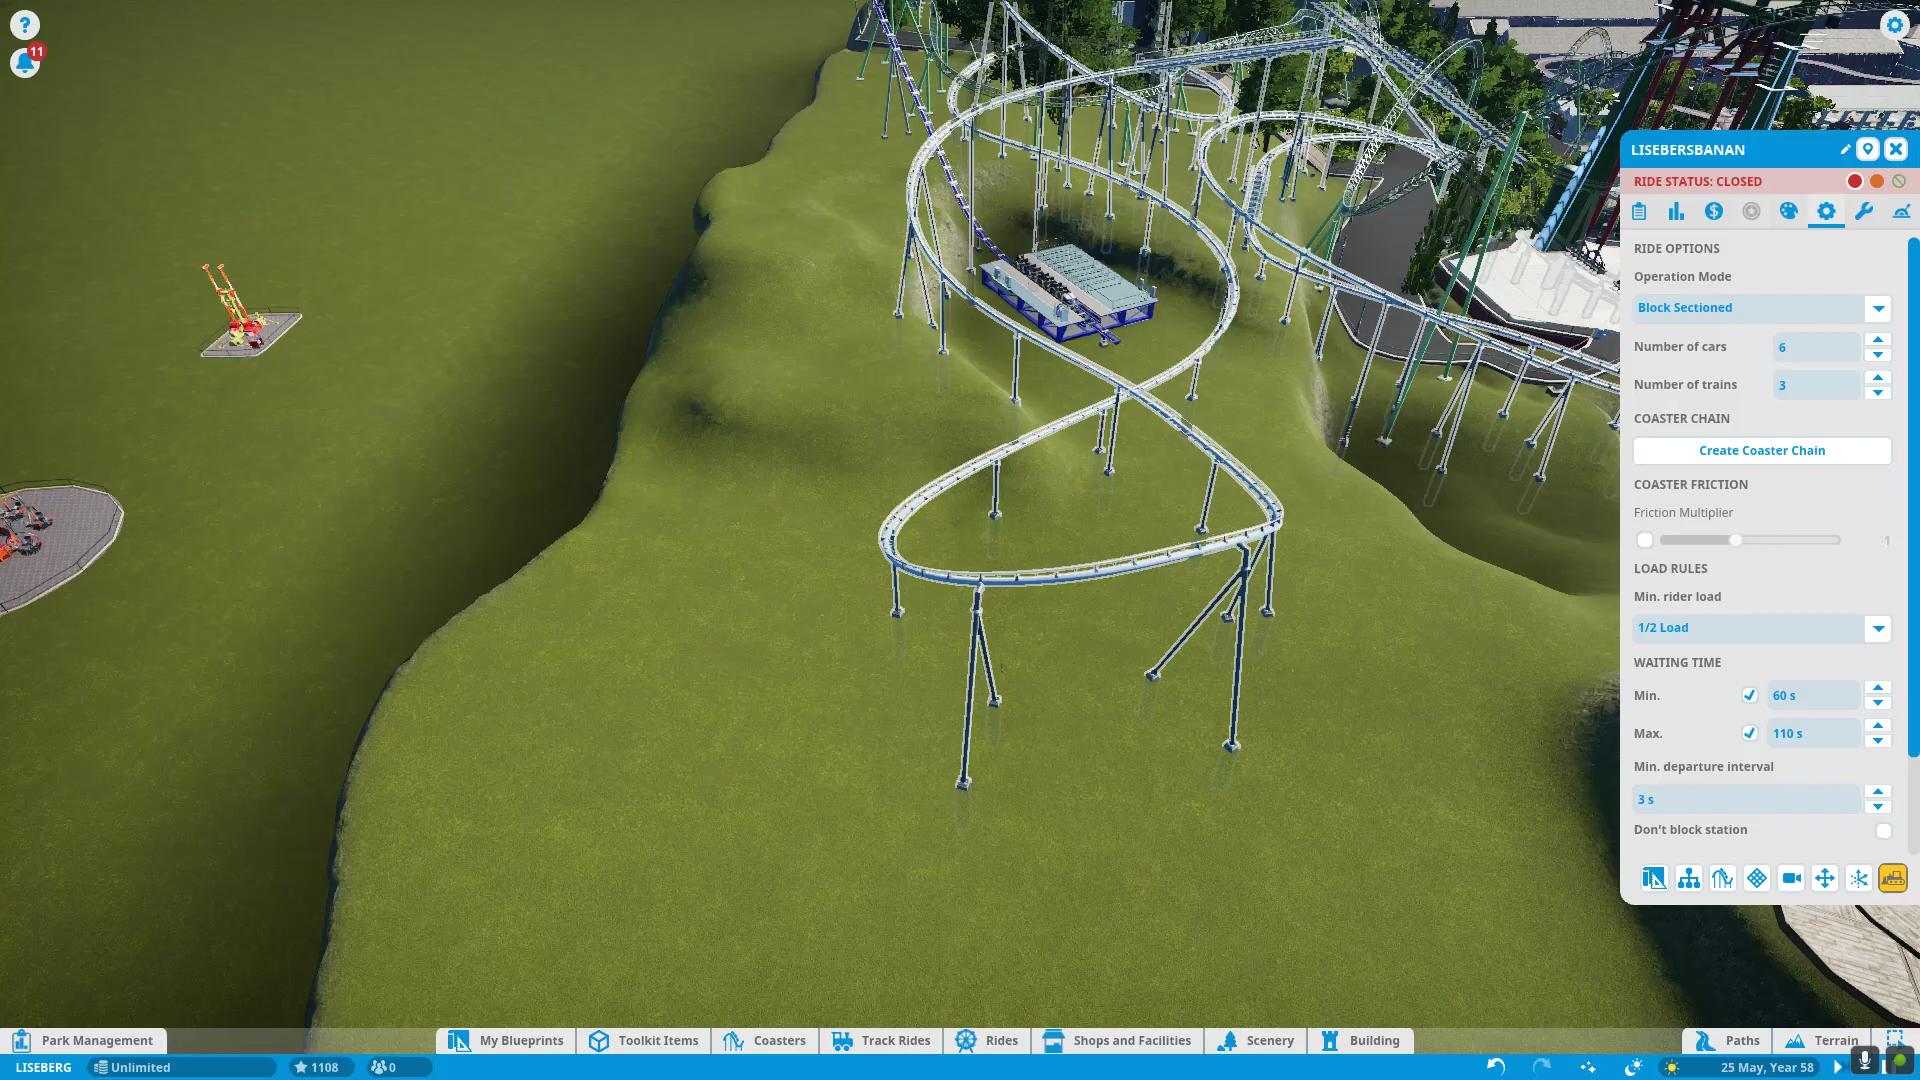 ?
11
LISEBERSBANAN
RIDE STATUS: CLOSED
RIDE OPTIONS
Operation Mode
Block Sectioned
Number of cars
6
Number of trains
3
COASTER CHAIN
Create Coaster Chain
COASTER FRICTION
Friction Multiplier
1
LOAD RULES
Min. rider load
1/2 Load
WAITING TIME
Min.
60 s
Max.
110 s
Min. departure interval
3 s
Don't block station
Park Management
My Blueprints
Toolkit Items
Coasters
Track Rides
Rides
Shops and Facilities
Scenery
Building
Paths
Terrain
LISEBERG
Unlimited
1108
0
25 May, Year 58